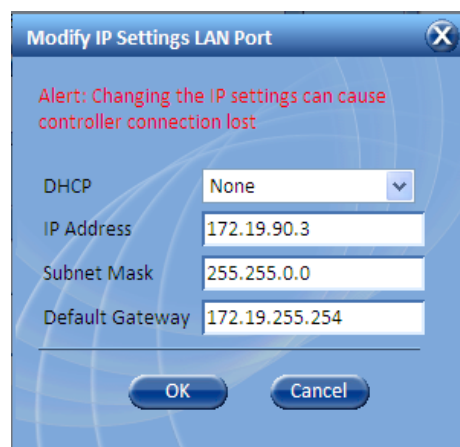 Modify IP Settings LAN Port
Alert: Changing the IP settings can cause
controller connection lost
DHCP None
IP Address 172.19.90.3
Subnet Mask 255.255.0.0
Default Gateway 172.19.255.254
OK Cancel